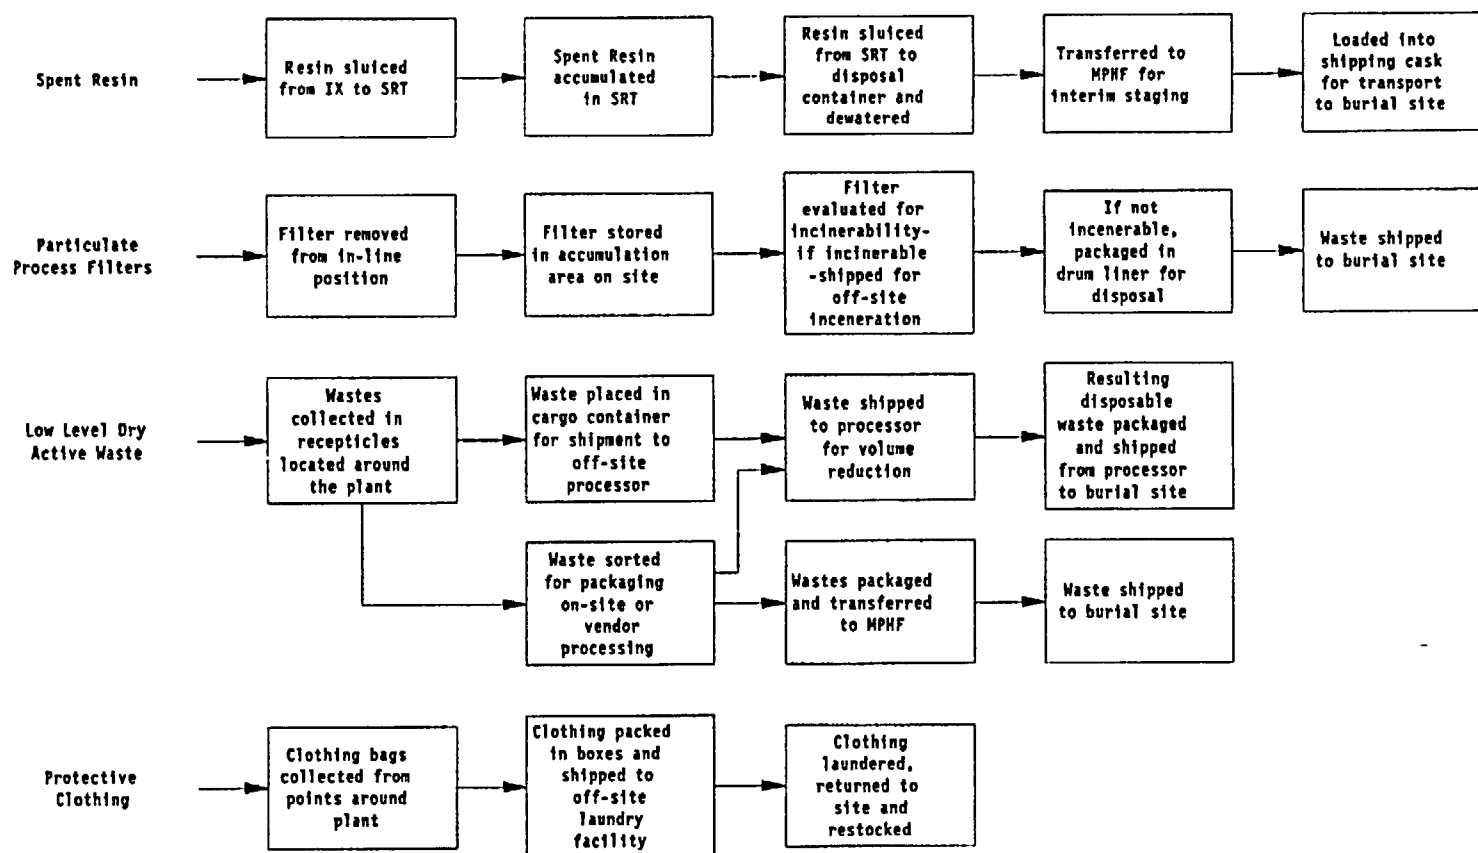 Spent Resin
Resin sluiced
from IX to SRT
Spent Resin
accumulated
in SRT
Resin sluiced
from SRT to
disposal
container and
dewatered
Transferred to
MPHF for
interim staging
Loaded into
shipping cask
for transport
to burial site
Particulate
Process Filters
Filter removed
from in-line
position
Filter stored
in accumulation
area on site
Filter
evaluated for
incinerability-
if incinerable
-shipped for
off-site
inceneration
If not
incenerable,
packaged in
drum liner for
disposal
Waste shipped
to burial site
Low Level Dry
Active Waste
Wastes
collected in
recepticles
located around
the plant
Waste placed in
cargo container
for shipment to
off-site
processor
Waste shipped
to processor
for volume
reduction
Resulting
disposable
waste packaged
and shipped
from processor
to burial site
Waste sorted
for packaging
on-site or
vendor
processing
Wastes packaged
and transferred
to MPHF
Waste shipped
to burial site
Protective
Clothing
Clothing bags
collected from
points around
plant
Clothing packed
in boxes and
shipped to
off-site
laundry
facility
Clothing
laundered,
returned to
site and
restocked